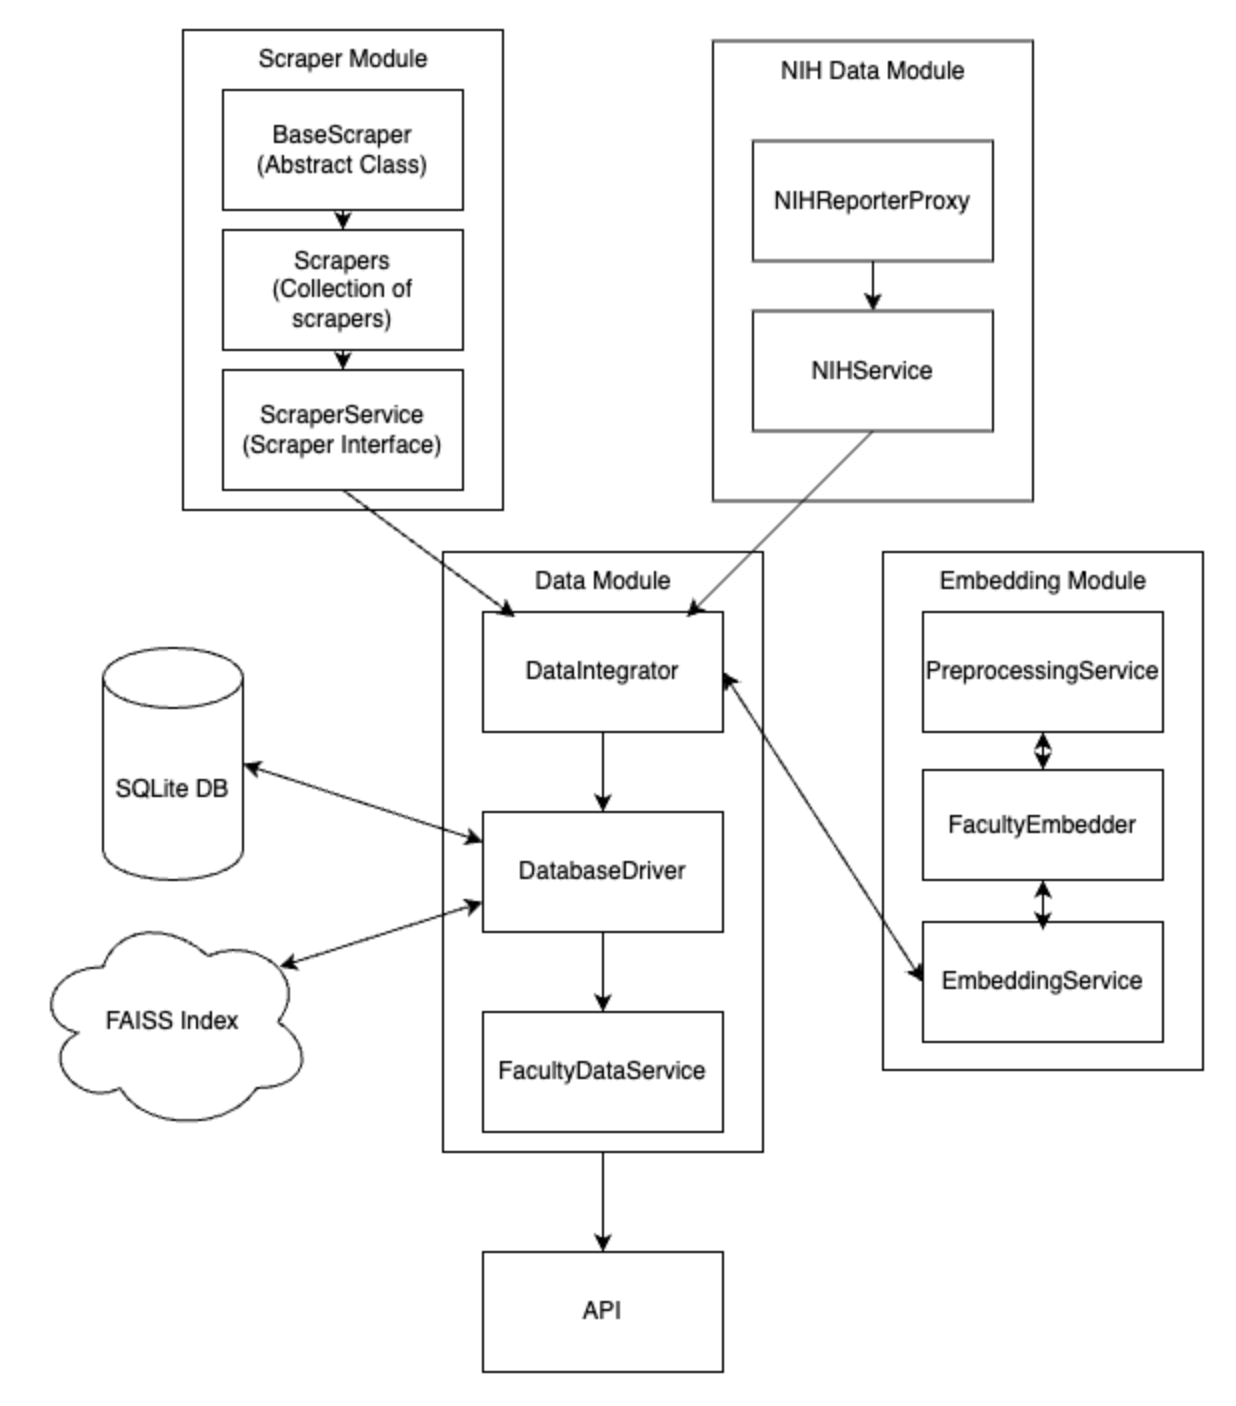 Scraper Module
BaseScraper
(Abstract Class)
Scrapers
(Collection of
scrapers)
ScraperService
(Scraper Interface)
NIH Data Module
NIHReporterProxy
NIHService
Data Module
DataIntegrator
DatabaseDriver
FacultyDataService
Embedding Module
PreprocessingService
FacultyEmbedder
EmbeddingService
SQLite DB
FAISS Index
API